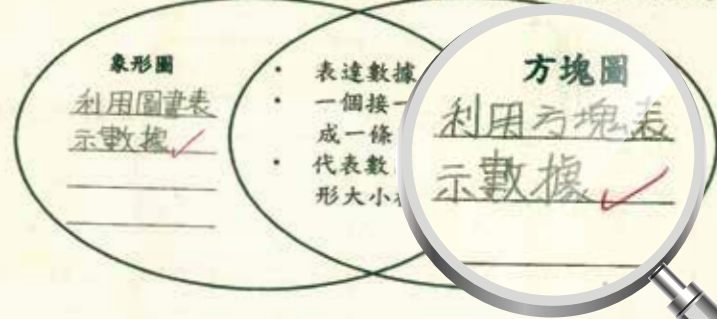 象形圖
利用圖畫表
示數據
表達數據
一個接一
成一條
代表數
形大小
方塊圖
利用方塊表
示數據